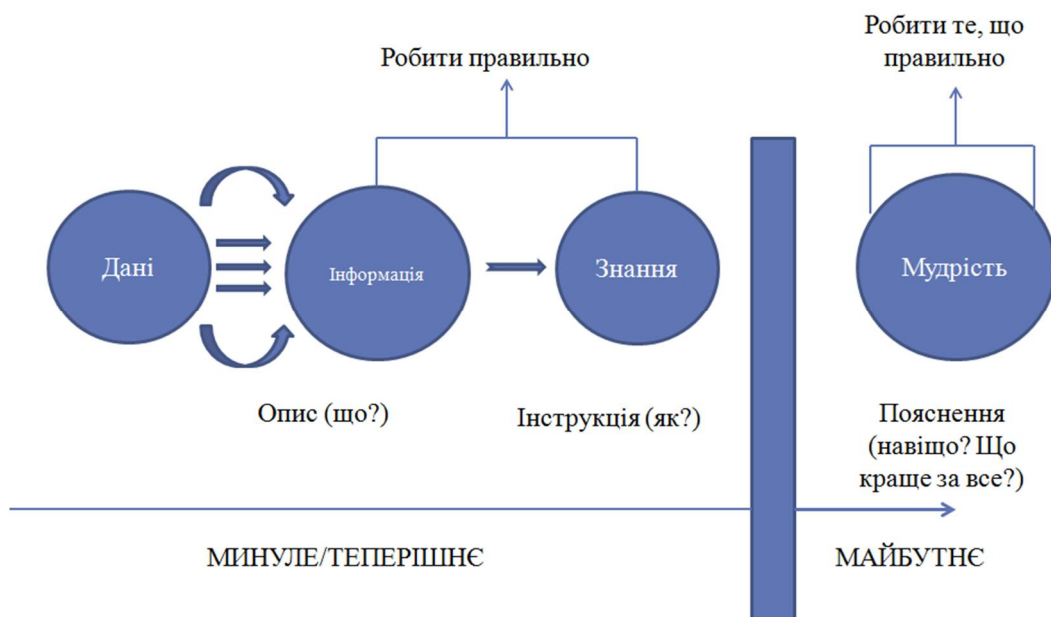 Робити правильно
Робити те, що
правильно
Дані
Інформація
Знання
Мудрість
Опис (що?)
Інструкція (як?)
Пояснення
(навіщо? Що
краще за все?)
МИНУЛЕ/ТЕПЕРІШНЄ
МАЙБУТНЄ